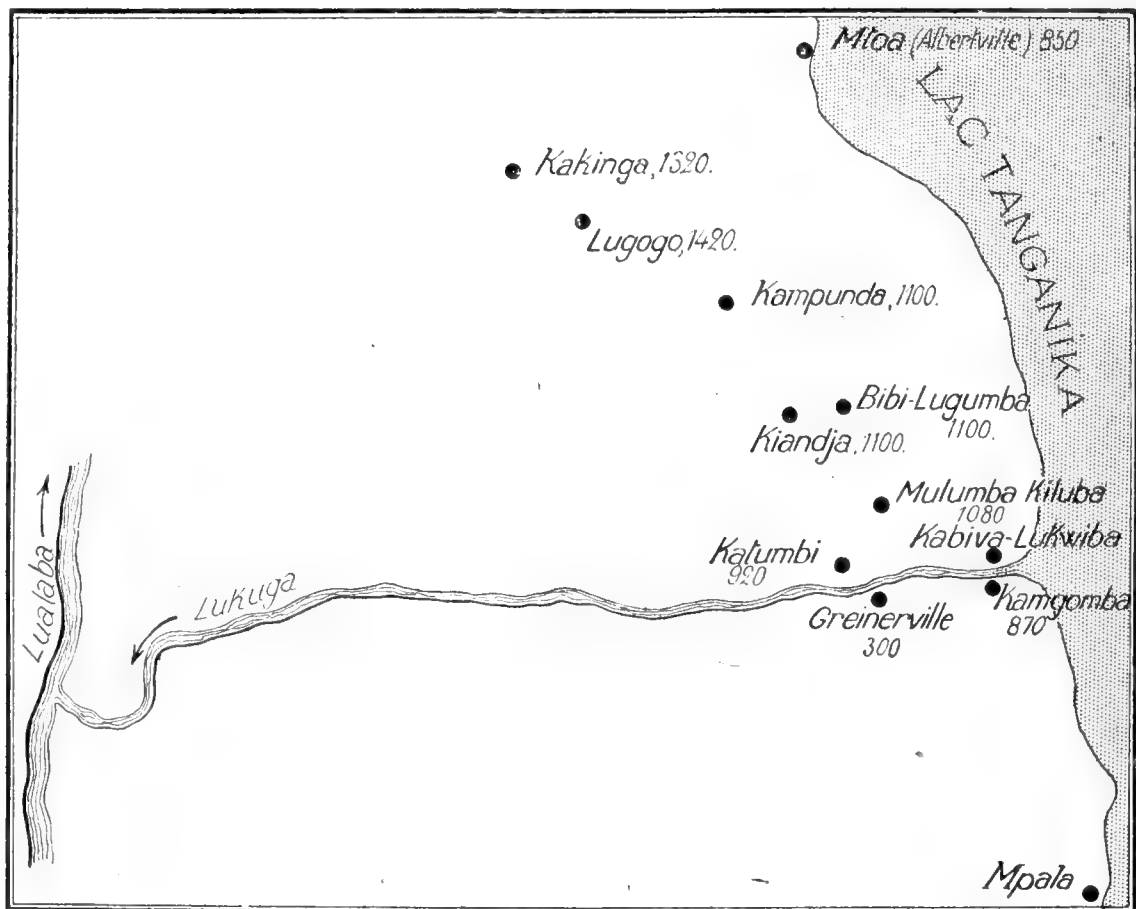 Mtoa (Albertville) 850
LAC TANGANIKA
Kakinga, 1320.
Lugogo, 1420.
Kampunda, 1100.
Bibi-Lugumba
1100.
Kiandja, 1100.
Mulumba Kiluba
1080
Kabiva-Lukwiba
Katumbi
920
Kamgomba
870
Greinerville
300
Lukuga
Lualaba
Mpala